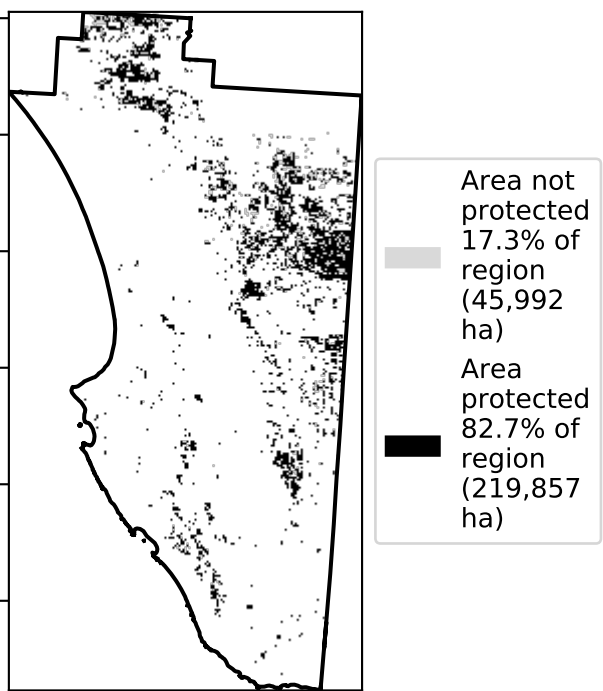 Area not
protected
17.3% of
region
(45,992
ha)
Area
protected
82.7% of
region
(219,857
ha)